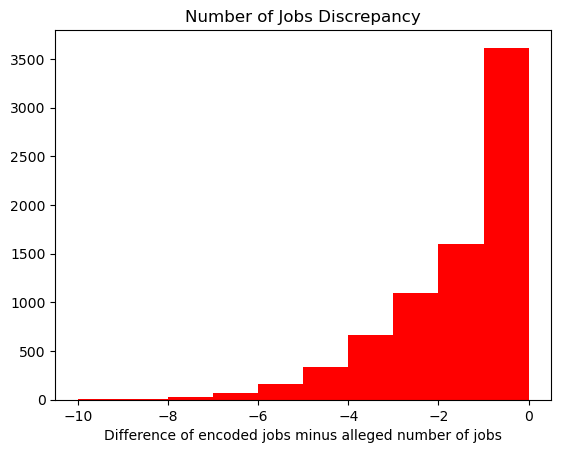 Number of Jobs Discrepancy
3500
3000
2500
2000
1500
1000
500
0
−10 −8 −6 −4 −2 0
Difference of encoded jobs minus alleged number of jobs